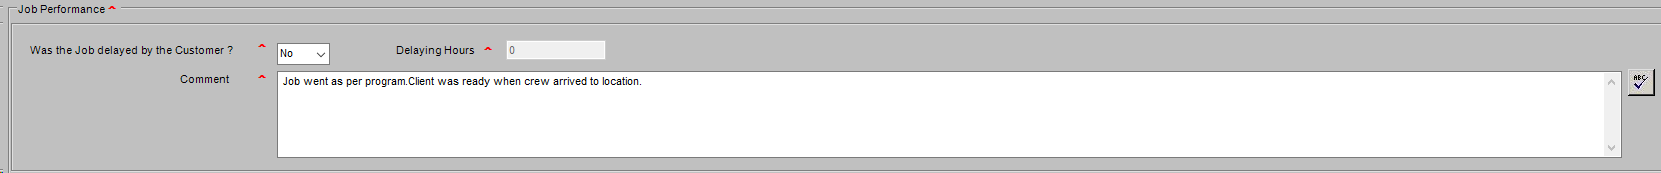 Job Performance ^
Was the Job delayed by the Customer ? ^ No Delaying Hours ^ 0
Comment ^ Job went as per program.Client was ready when crew arrived to location.
ABC